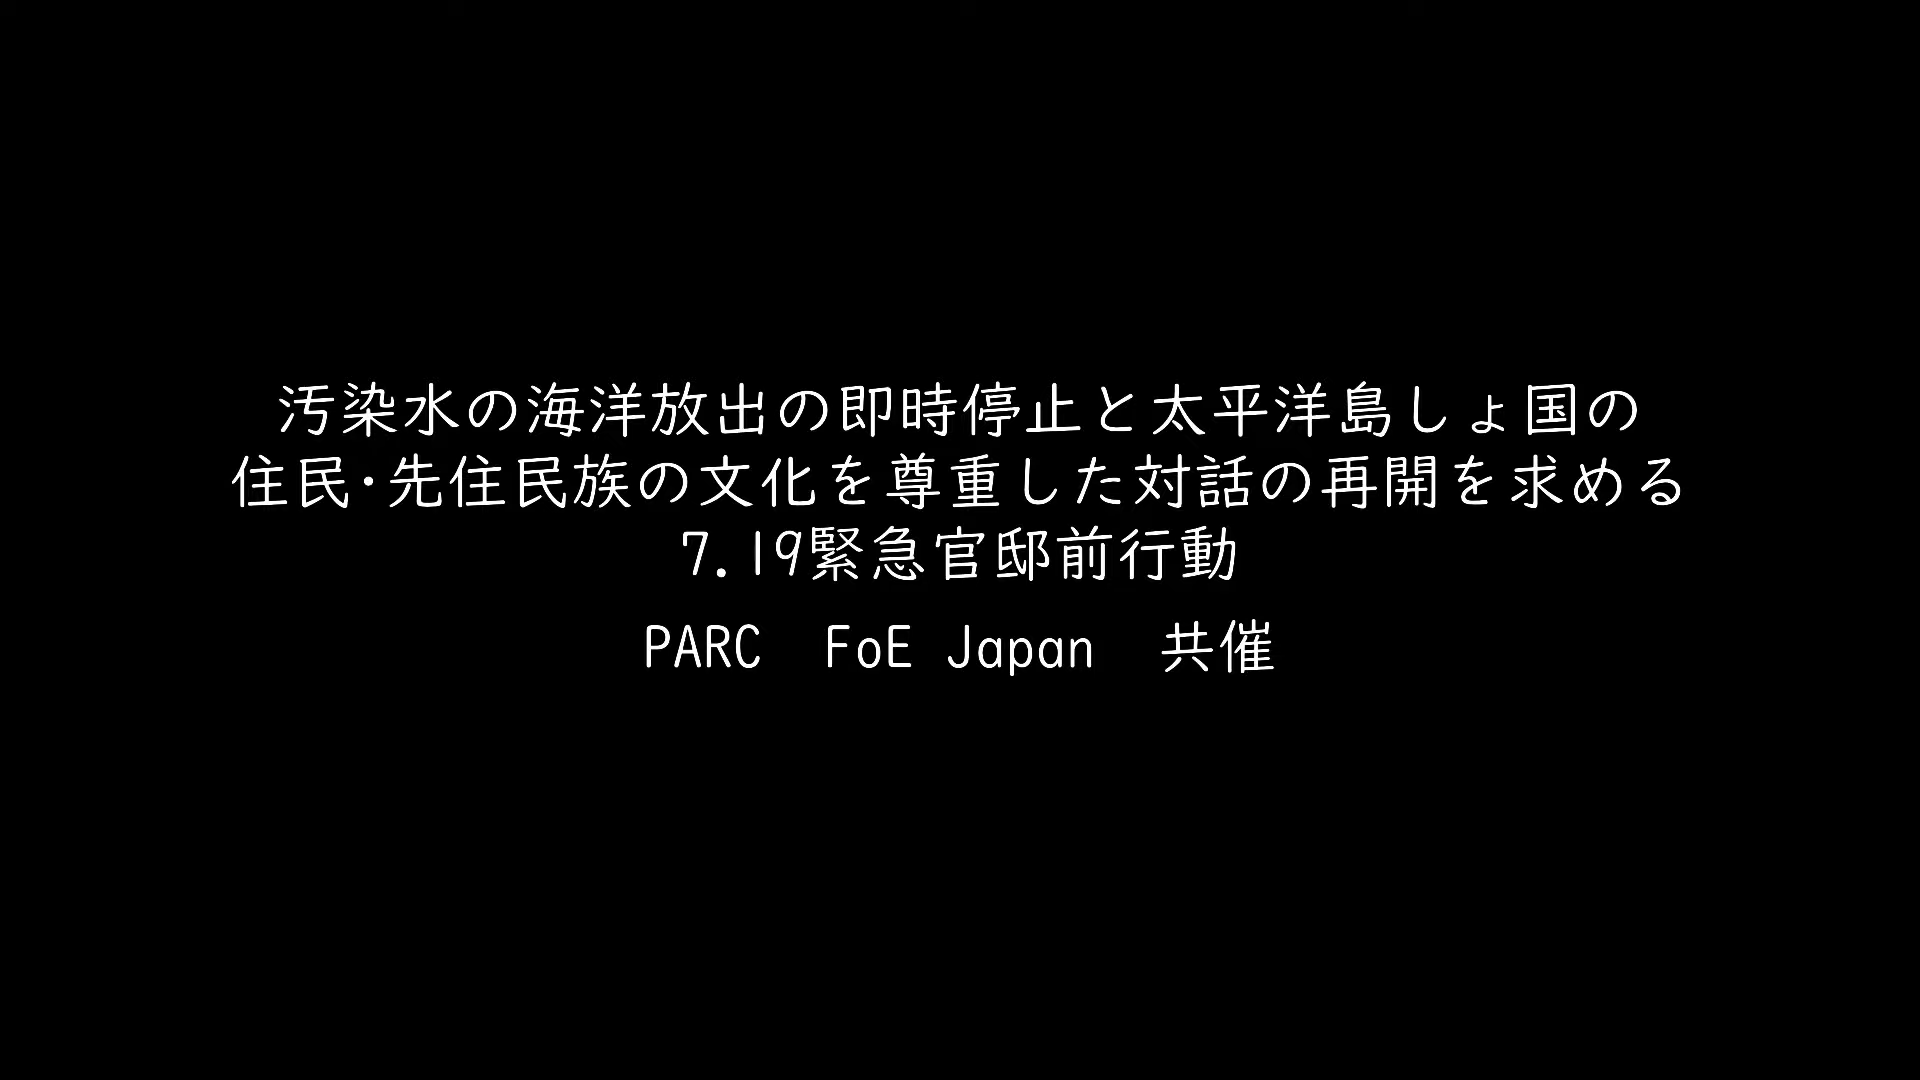 汚染水の海洋放出の即時停止と太平洋島しょ国の
住民・先住民族の文化を尊重した対話の再開を求める
7.19緊急官邸前行動
PARC　FoE Japan　共催